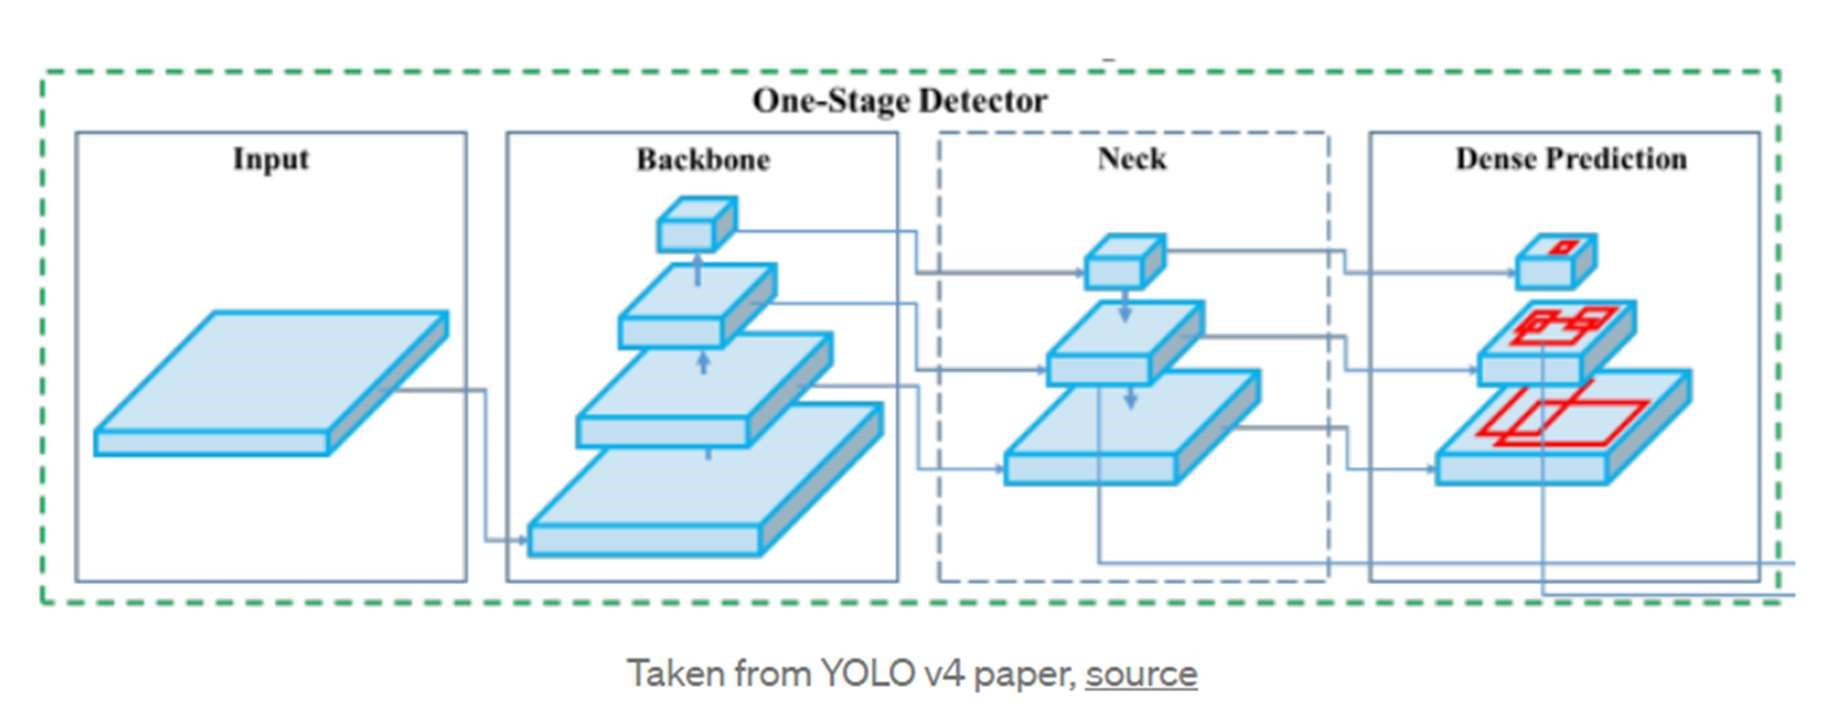 One-Stage Detector
Input
Backbone
Neck
Dense Prediction
Taken from YOLO v4 paper, source